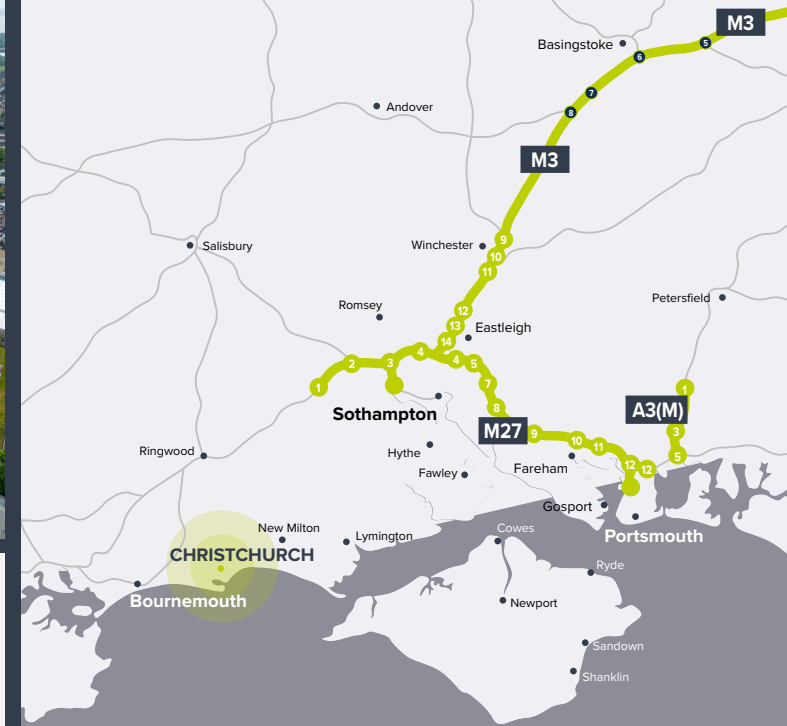 M3
5
Basingstoke
6
7
Andover
8
M3
9
Winchester
Salisbury
10
11
Petersfield
Romsey
12
13
Eastleigh
14
4
4
5
3
2
1
7
1
8
Sothampton
A3(M)
M27
9
10
11
3
Ringwood
Hythe
Fareham
12
12
5
Fawley
Gosport
New Milton
Lymington
Cowes
Portsmouth
CHRISTCHURCH
Ryde
Bournemouth
Newport
Sandown
Shanklin